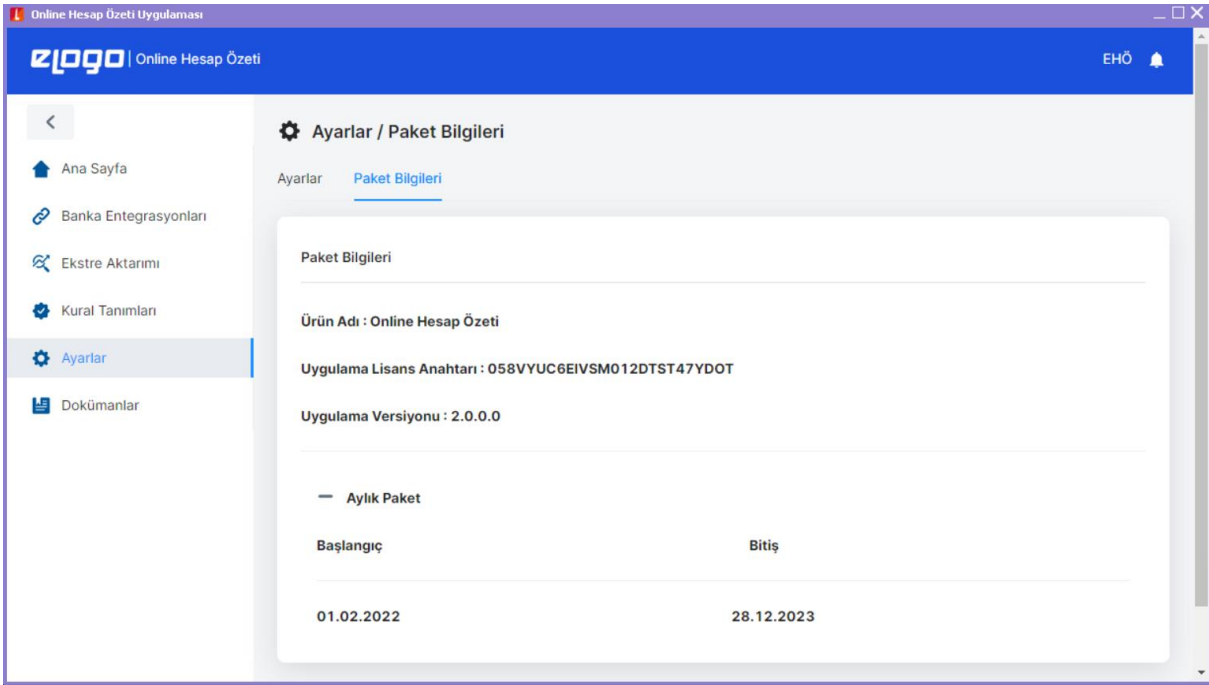 Online Hesap Özeti Uygulaması
eLOGO | Online Hesap Özeti
EHÖ
Ayarlar / Paket Bilgileri
Ana Sayfa
Ayarlar
Paket Bilgileri
Banka Entegrasyonları
Ekstre Aktarımı
Kural Tanımları
Ayarlar
Dokümanlar
Paket Bilgileri
Ürün Adı : Online Hesap Özeti
Uygulama Lisans Anahtarı : 058VYUC6EIVSM012DTST47YDOT
Uygulama Versiyonu : 2.0.0.0
Aylık Paket
Başlangıç
Bitiş
01.02.2022
28.12.2023